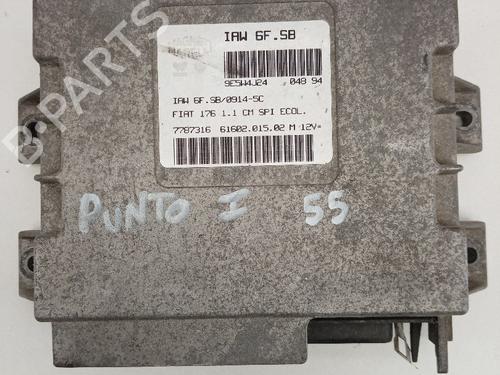 IAW 6F.SB
9E5W4J24 048 94
IAW 6F.SB/0914-5C
FIAT 176 1.1 CM SPI ECOL.
7787316 61602.015.02 M 12V=
PUNTO I 55
B-PARTS